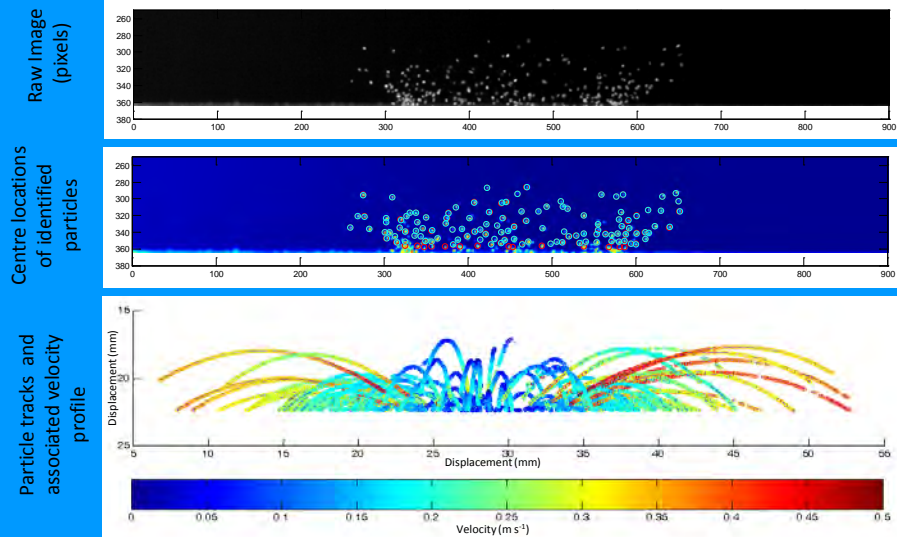 Raw Image
(pixels)
260
280
300
320
340
360
380
0 100 200 300 400 500 600 700 800 900
Centre locations
of identified
particles
260
280
300
320
340
360
380
0 100 200 300 400 500 600 700 800 900
Particle tracks and
associated velocity
profile
Displacement (mm)
15
20
25
5 10 15 20 25 30 35 40 45 50 55
Displacement (mm)
0 0.05 0.1 0.15 0.2 0.25 0.3 0.35 0.4 0.45 0.5
Velocity (m s⁻¹)